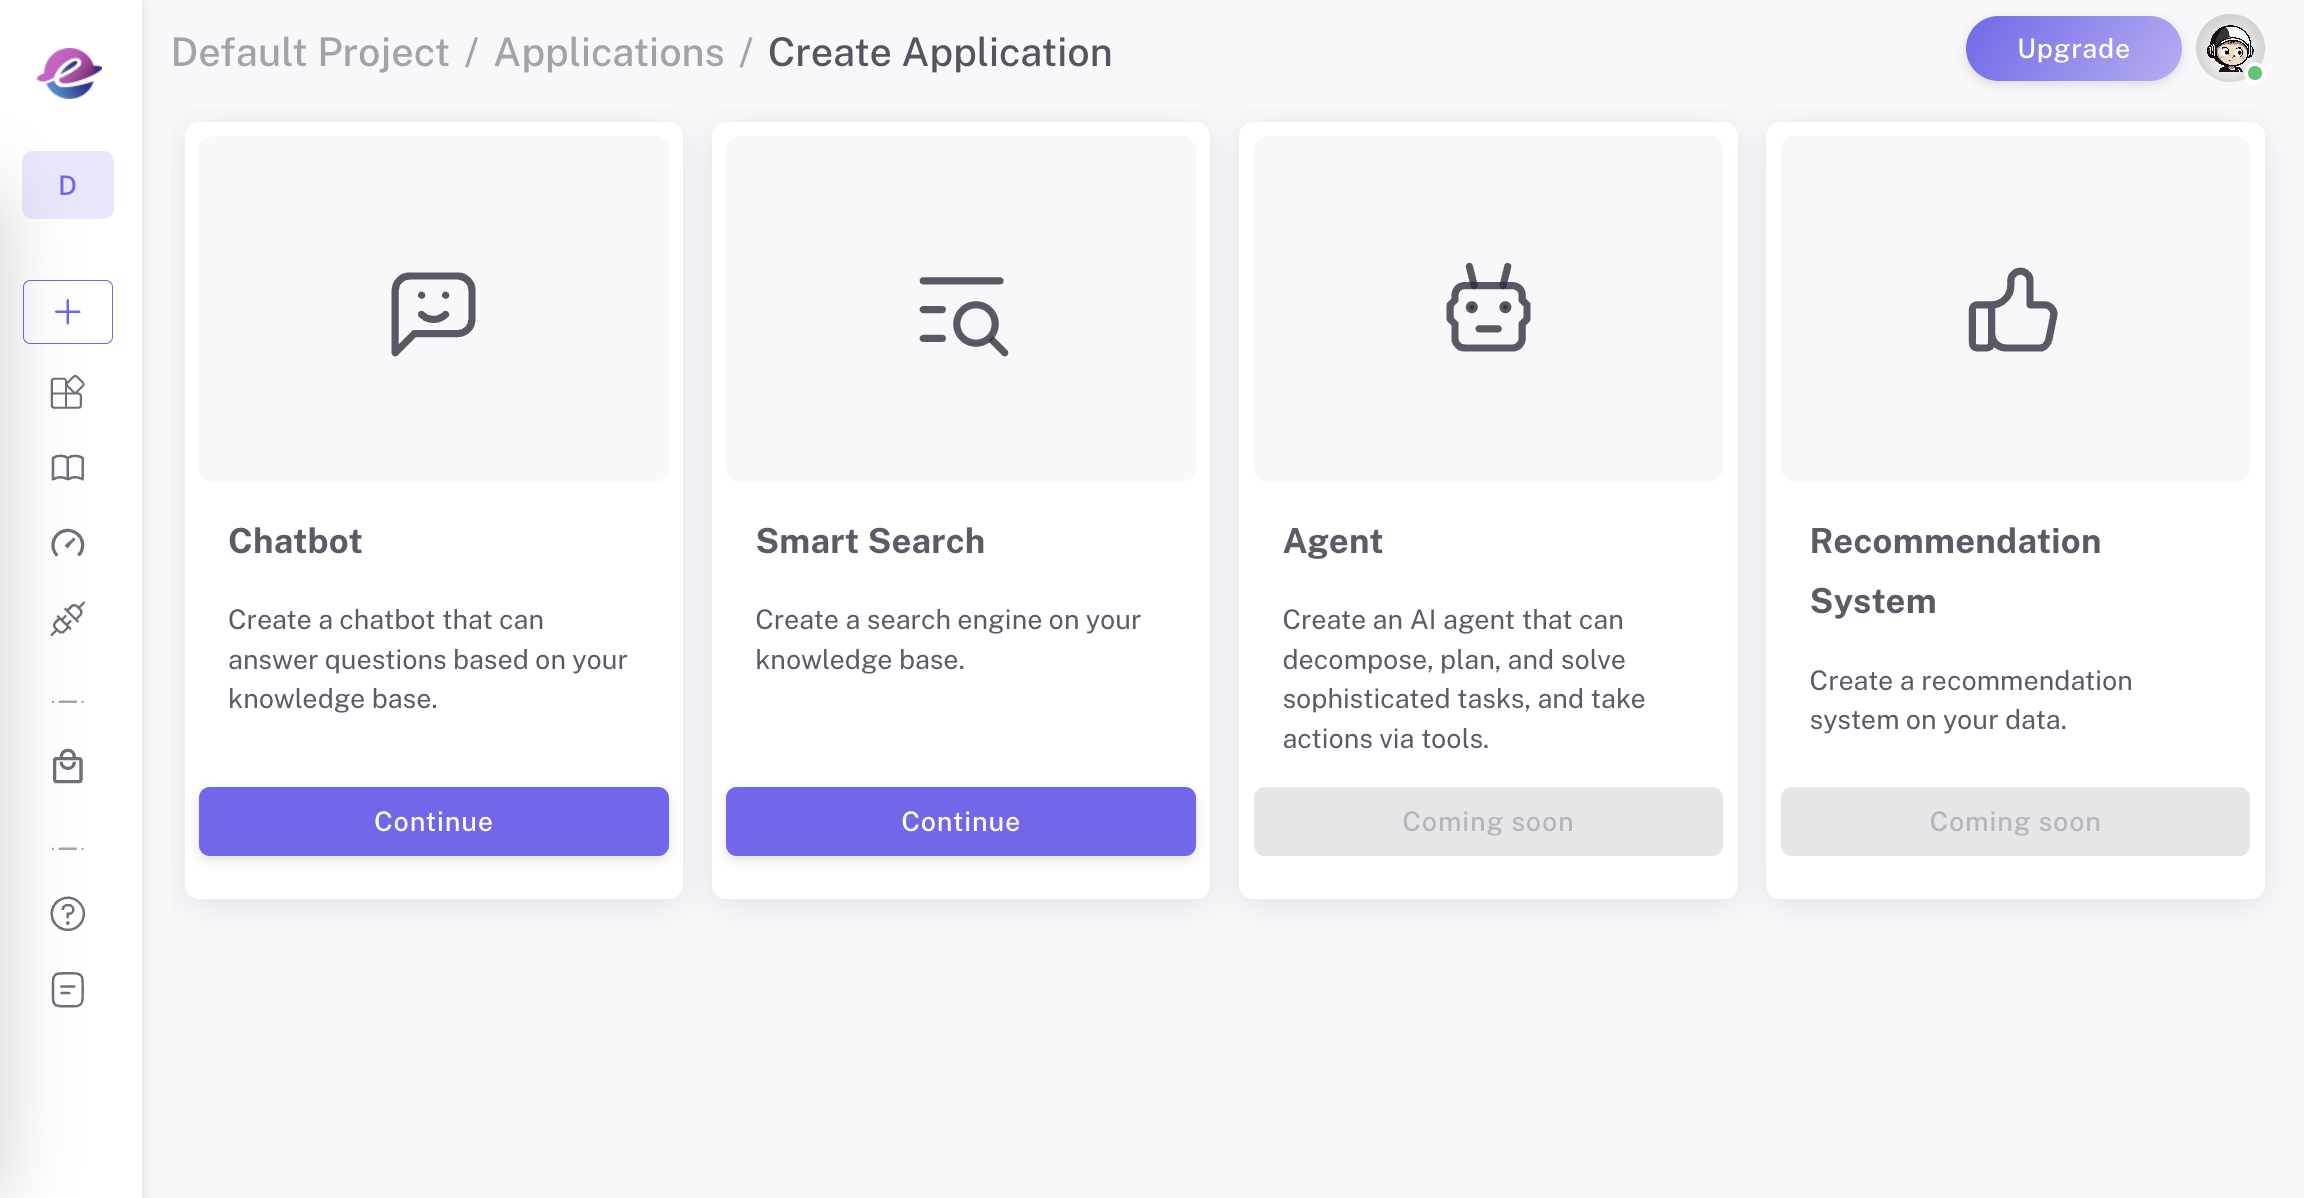 Default Project / Applications / Create Application
Upgrade
D
Chatbot
Create a chatbot that can
answer questions based on your
knowledge base.
Continue
Smart Search
Create a search engine on your
knowledge base.
Continue
Agent
Create an AI agent that can
decompose, plan, and solve
sophisticated tasks, and take
actions via tools.
Coming soon
Recommendation
System
Create a recommendation
system on your data.
Coming soon